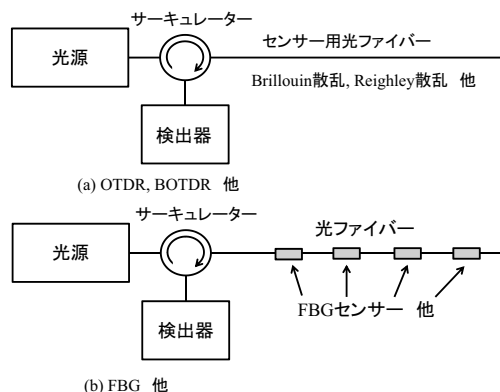 サーキュレーター
光源
センサー用光ファイバー
Brillouin散乱, Reighley散乱 他
検出器
(a) OTDR, BOTDR 他
サーキュレーター
光源
光ファイバー
検出器
FBGセンサー 他
(b) FBG 他